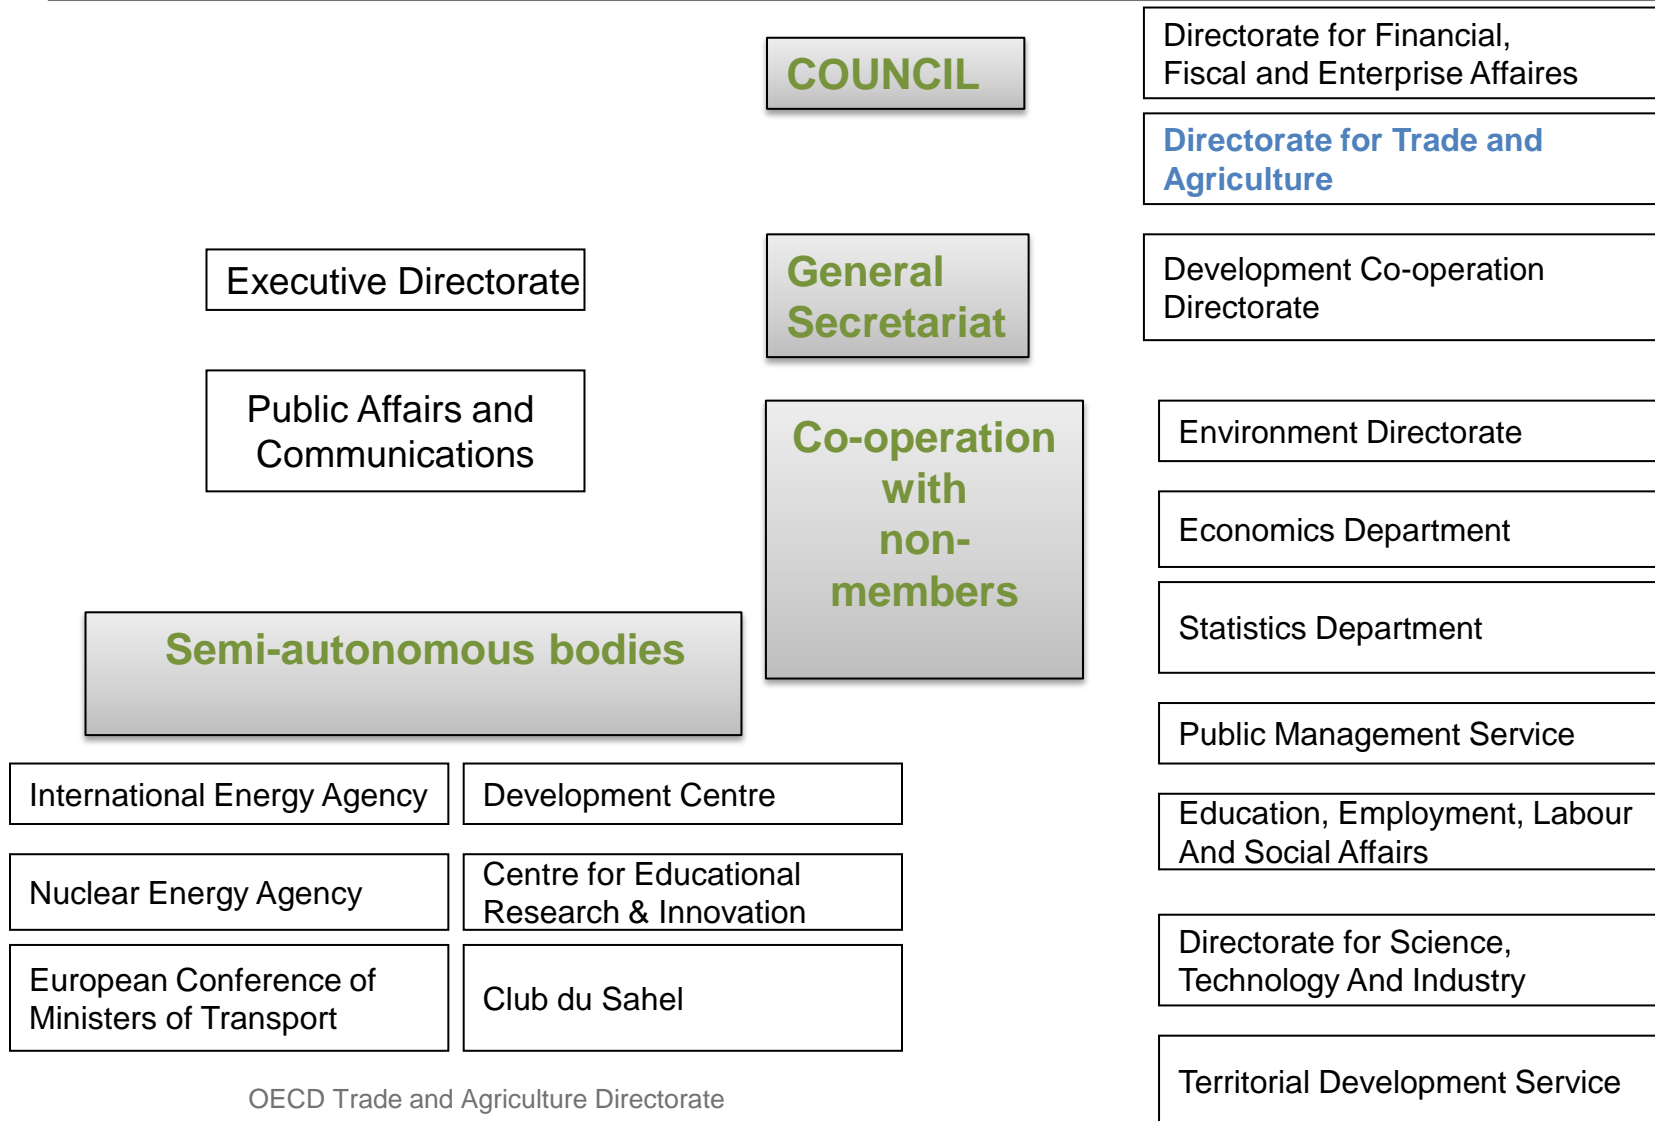 COUNCIL
Directorate for Financial,
Fiscal and Enterprise Affaires
Directorate for Trade and
Agriculture
Executive Directorate
General
Secretariat
Development Co-operation
Directorate
Public Affairs and
Communications
Co-operation
with
non-
members
Environment Directorate
Economics Department
Statistics Department
Semi-autonomous bodies
Public Management Service
International Energy Agency
Development Centre
Education, Employment, Labour
And Social Affairs
Nuclear Energy Agency
Centre for Educational
Research & Innovation
Directorate for Science,
Technology And Industry
European Conference of
Ministers of Transport
Club du Sahel
Territorial Development Service
OECD Trade and Agriculture Directorate